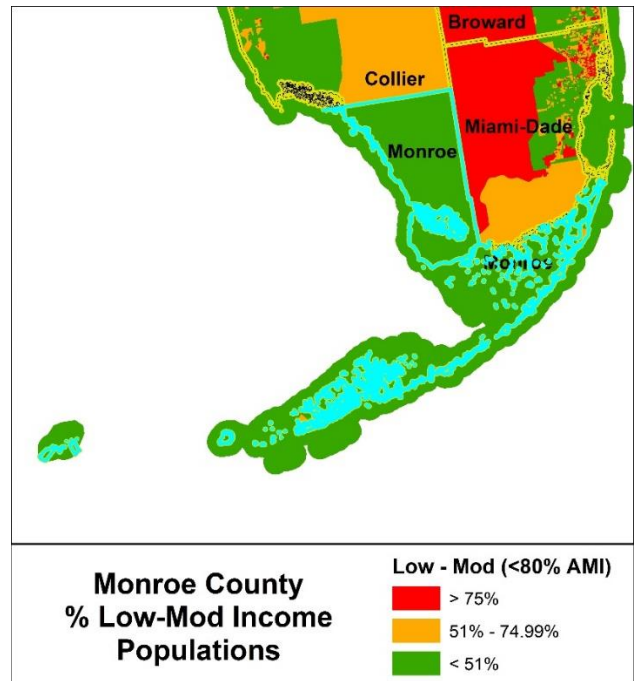 Broward
Collier
Miami-Dade
Monroe
Monroe
Monroe County
% Low-Mod Income
Populations
Low - Mod (<80% AMI)
> 75%
51% - 74.99%
< 51%